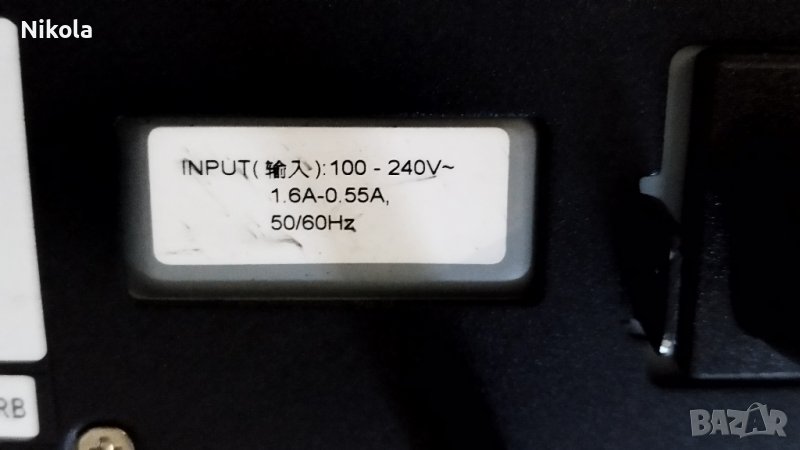 Nikola
INPUT(输入):100 - 240V~
1.6A-0.55A,
50/60Hz
RB
BAZAR